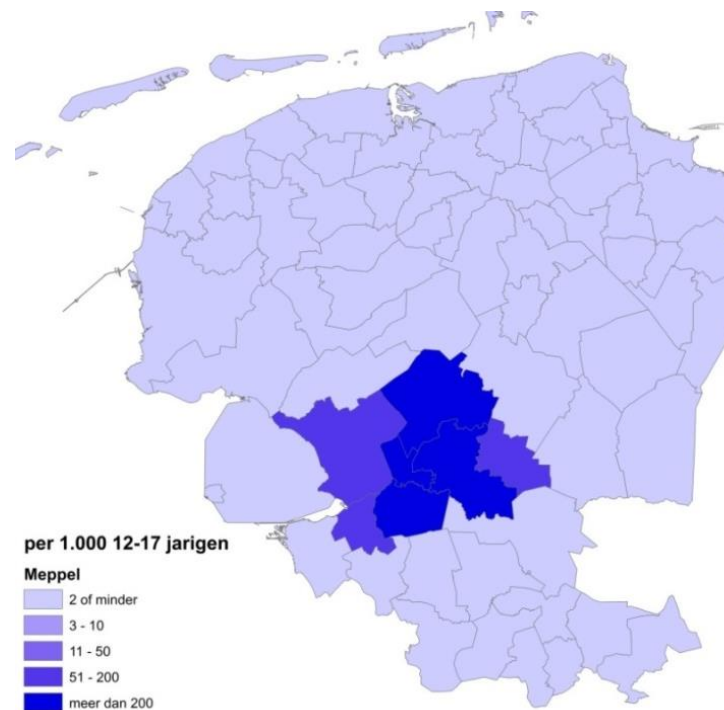 per 1.000 12-17 jarigen
Meppel
2 of minder
3 - 10
11 - 50
51 - 200
meer dan 200